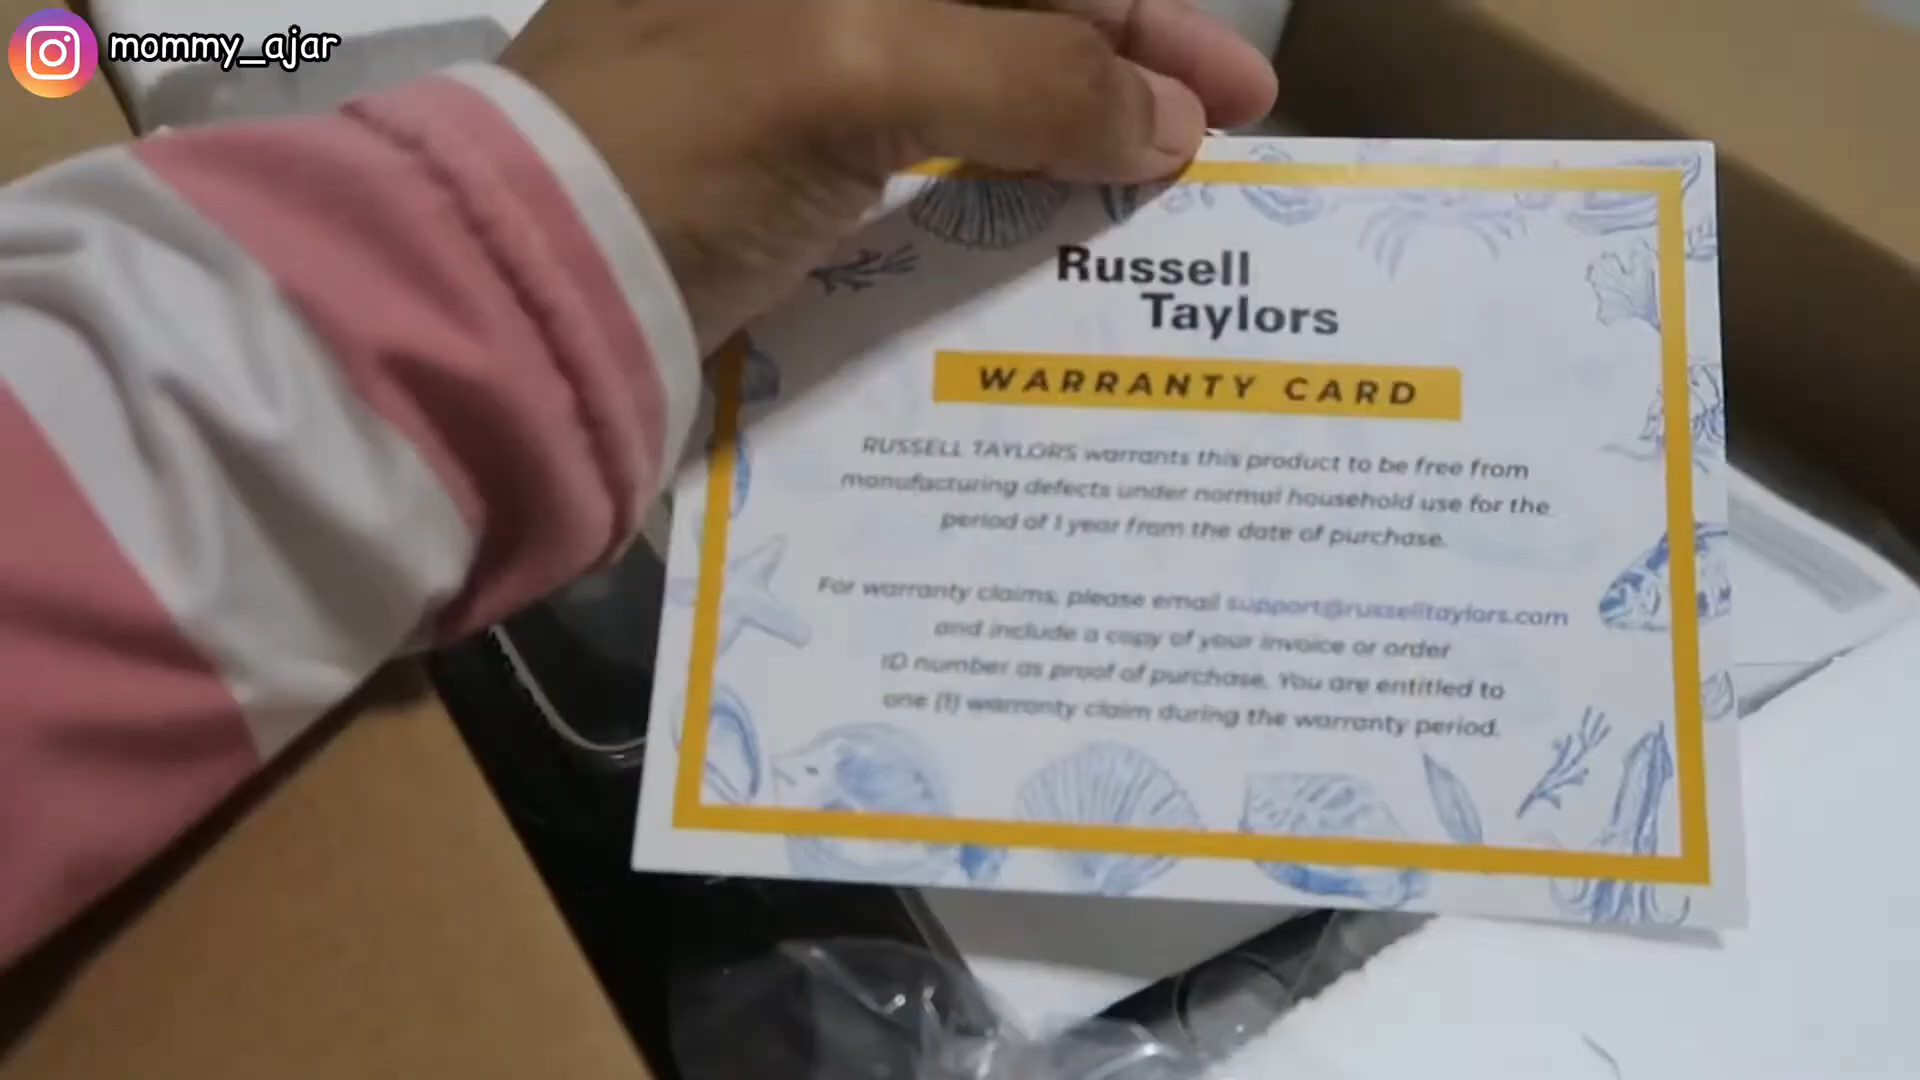 mommy_ajar
Russell
Taylors
WARRANTY CARD
RUSSELL TAYLORS warrants this product to be free from
manufacturing defects under normal household use for the
period of 1 year from the date of purchase.
For warranty claims, please email support@russelltaylors.com
and include a copy of your invoice or order
ID number as proof of purchase. You are entitled to
one (1) warranty claim during the warranty period.